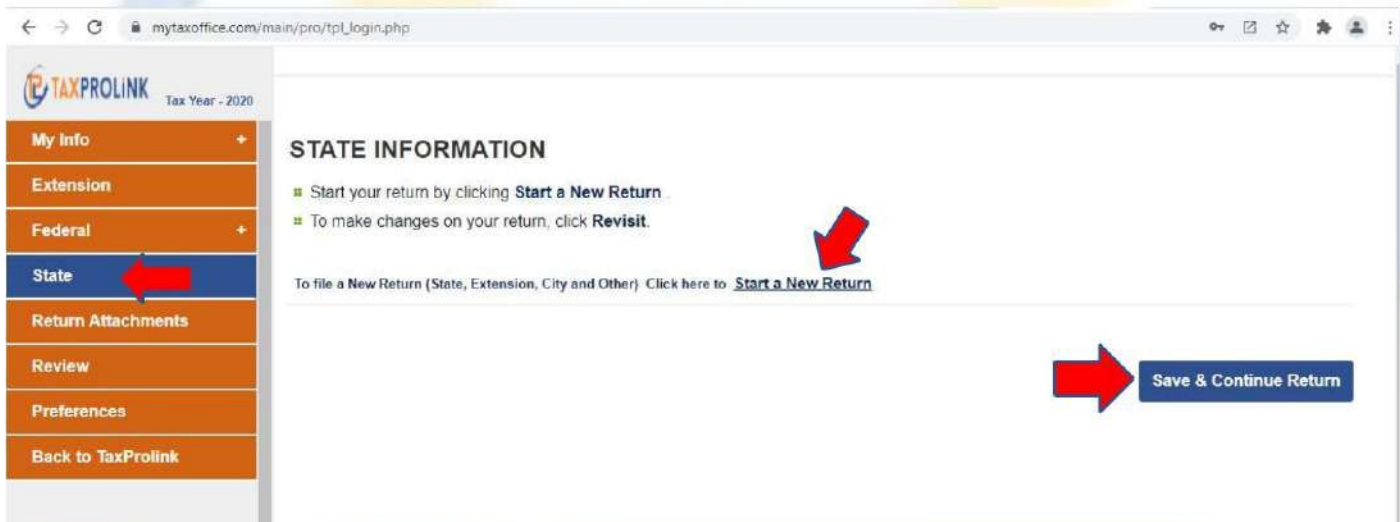 mytaxoffice.com/main/pro/tpl_login.php
TAXPROLINK
Tax Year - 2020
My Info +
Extension
Federal +
State
Return Attachments
Review
Preferences
Back to TaxProlink
STATE INFORMATION
Start your return by clicking Start a New Return .
To make changes on your return, click Revisit.
To file a New Return (State, Extension, City and Other) Click here to Start a New Return
Save & Continue Return